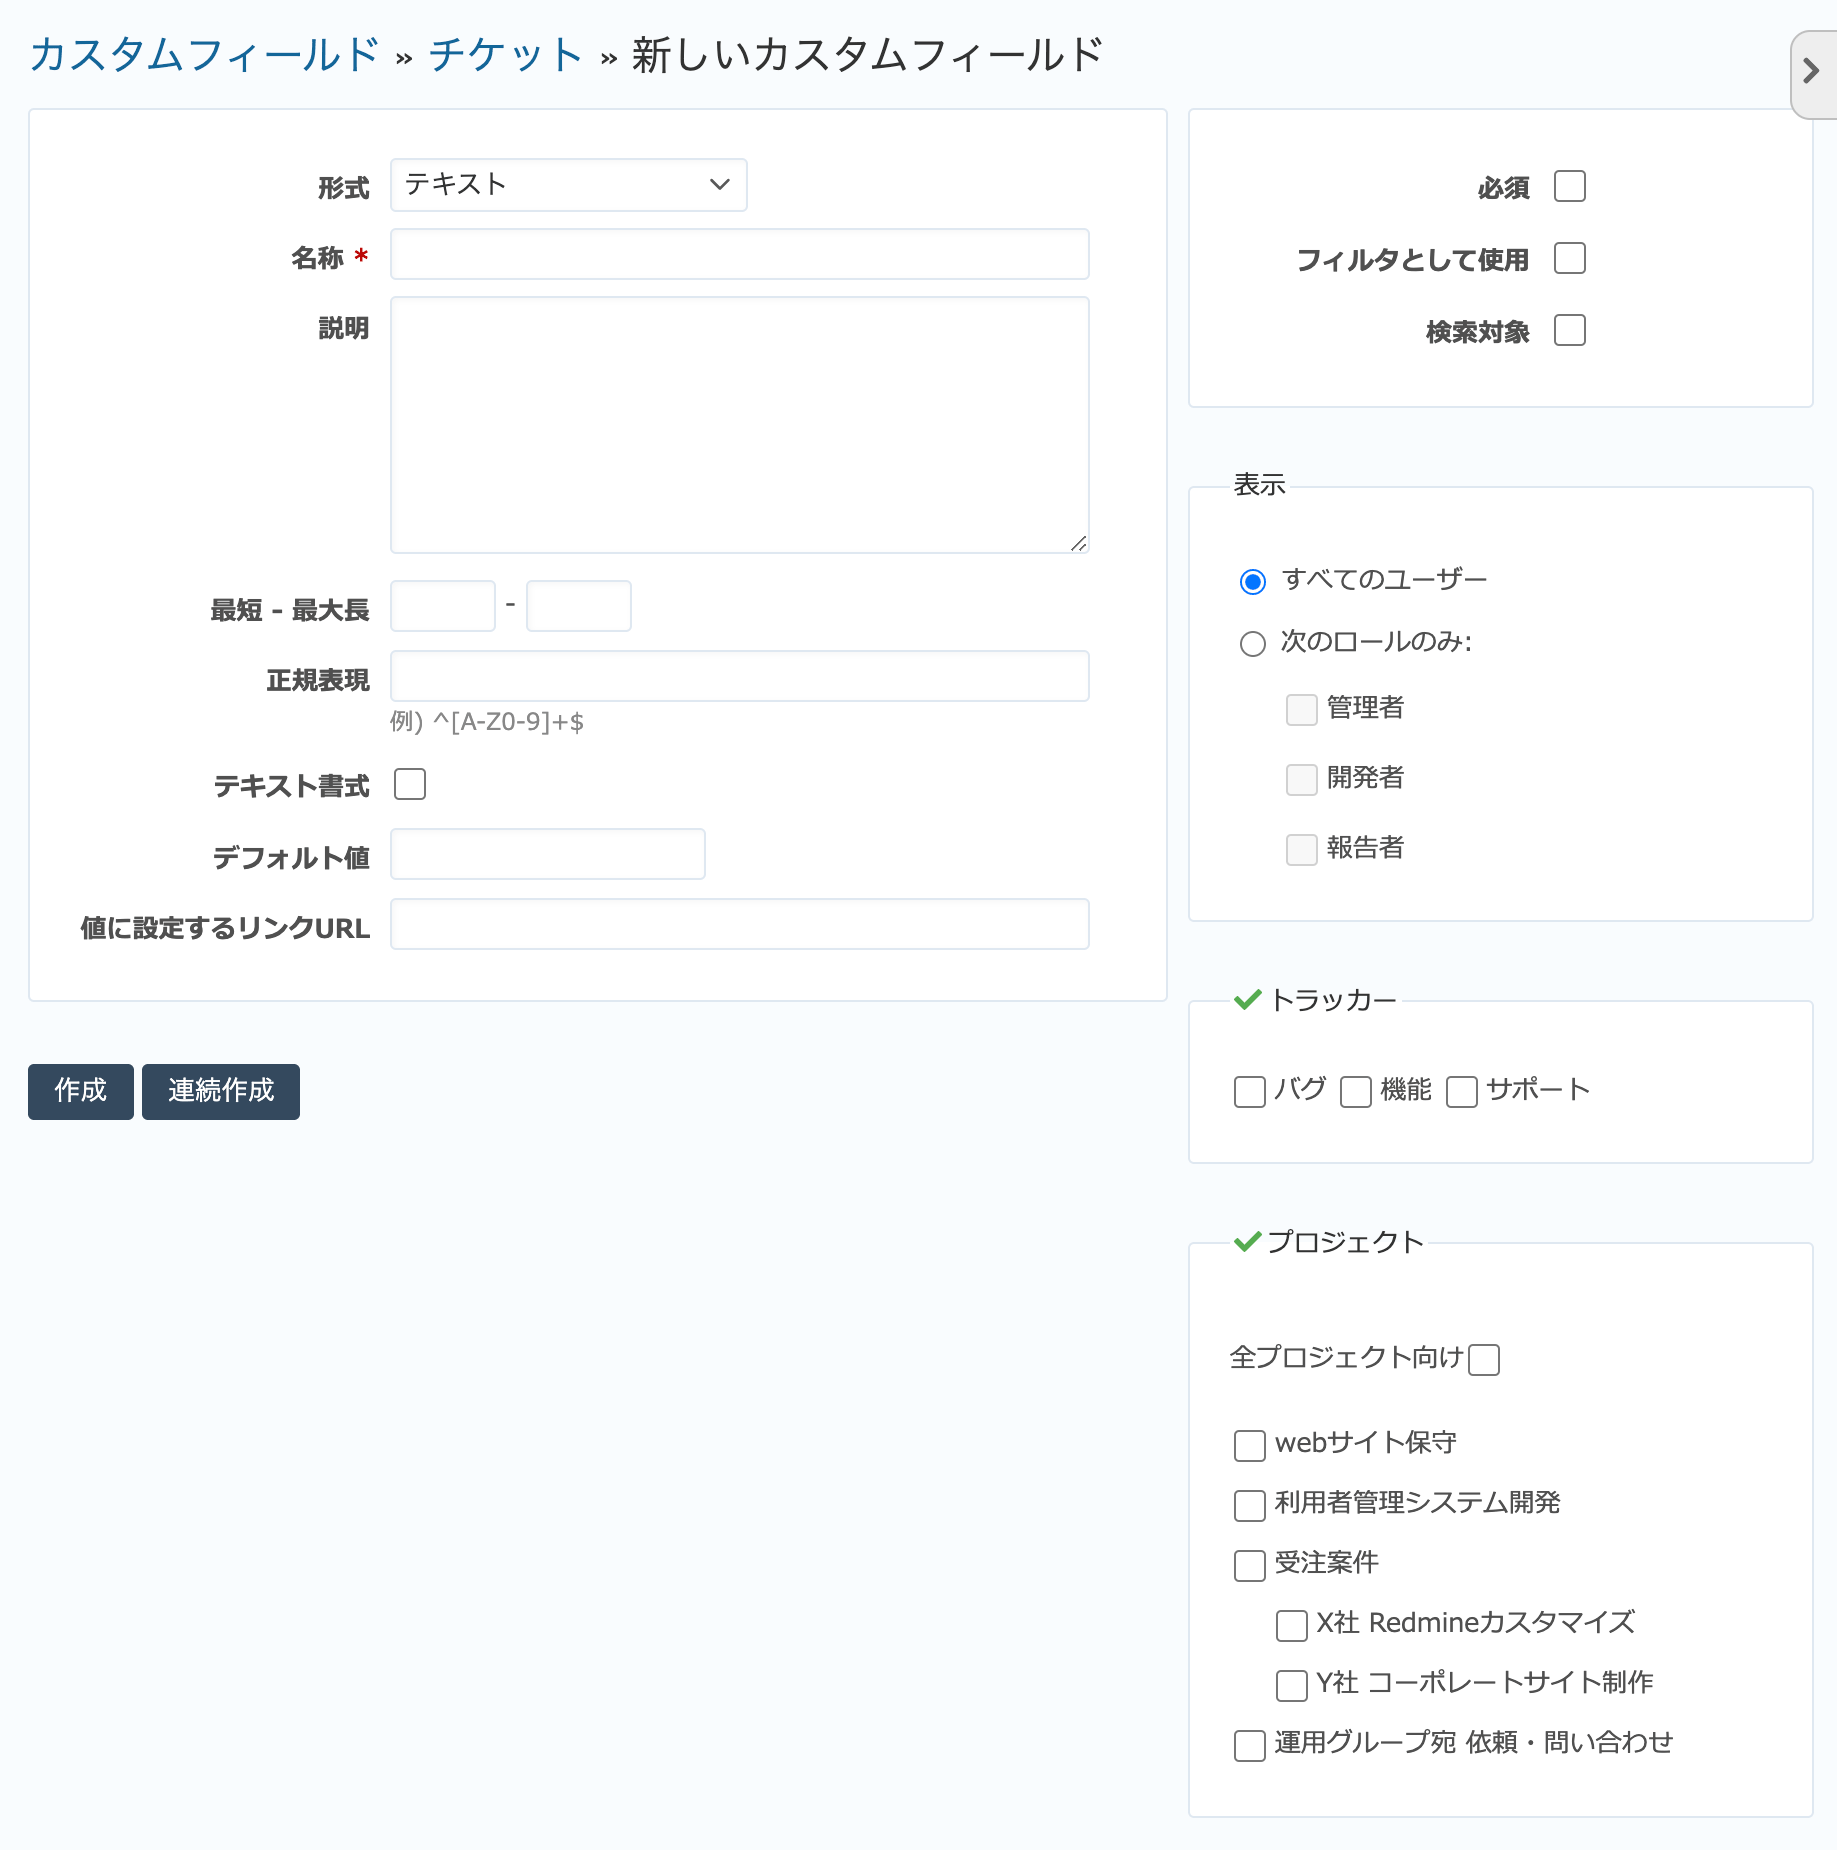 カスタムフィールド » チケット » 新しいカスタムフィールド
形式 テキスト
名称 *
説明
最短 - 最大長 -
正規表現
例) ^[A-Z0-9]+$
テキスト書式
デフォルト値
値に設定するリンクURL
作成 連続作成
必須
フィルタとして使用
検索対象
表示
すべてのユーザー
次のロールのみ:
管理者
開発者
報告者
トラッカー
バグ 機能 サポート
プロジェクト
全プロジェクト向け
webサイト保守
利用者管理システム開発
受注案件
X社 Redmineカスタマイズ
Y社 コーポレートサイト制作
運用グループ宛 依頼・問い合わせ